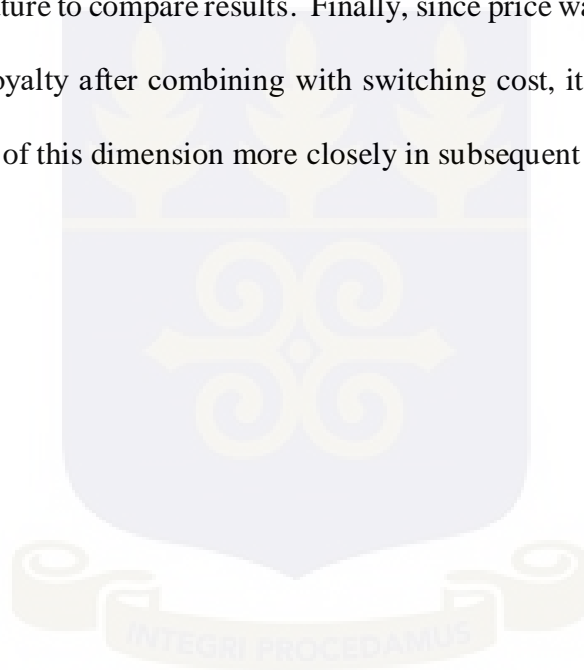 ture to compare results. Finally, since price wa
oyalty after combining with switching cost, it
of this dimension more closely in subsequent
INTEGRI PROCEDAMUS